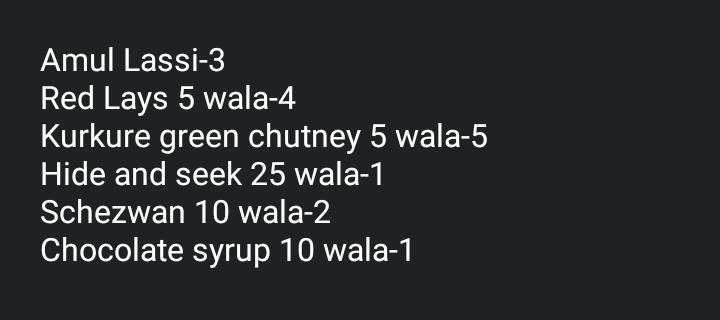 Amul Lassi-3
Red Lays 5 wala-4
Kurkure green chutney 5 wala-5
Hide and seek 25 wala-1
Schezwan 10 wala-2
Chocolate syrup 10 wala-1